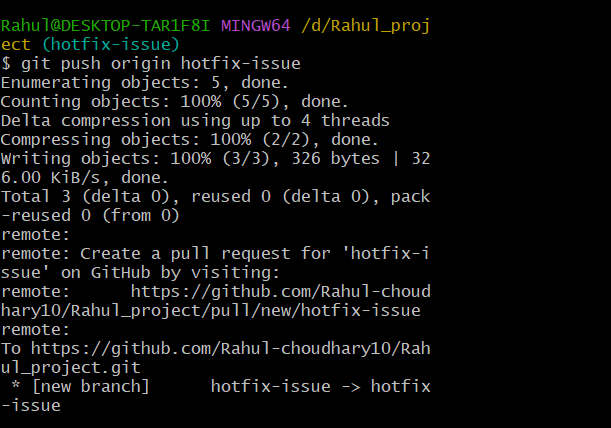 Rahul@DESKTOP-TAR1F8I MINGW64 /d/Rahul_proj
ect (hotfix-issue)
$ git push origin hotfix-issue
Enumerating objects: 5, done.
Counting objects: 100% (5/5), done.
Delta compression using up to 4 threads
Compressing objects: 100% (2/2), done.
Writing objects: 100% (3/3), 326 bytes | 32
6.00 KiB/s, done.
Total 3 (delta 0), reused 0 (delta 0), pack
-reused 0 (from 0)
remote:
remote: Create a pull request for 'hotfix-i
ssue' on GitHub by visiting:
remote:      https://github.com/Rahul-choud
hary10/Rahul_project/pull/new/hotfix-issue
remote:
To https://github.com/Rahul-choudhary10/Rah
ul_project.git
 * [new branch]      hotfix-issue -> hotfix
-issue